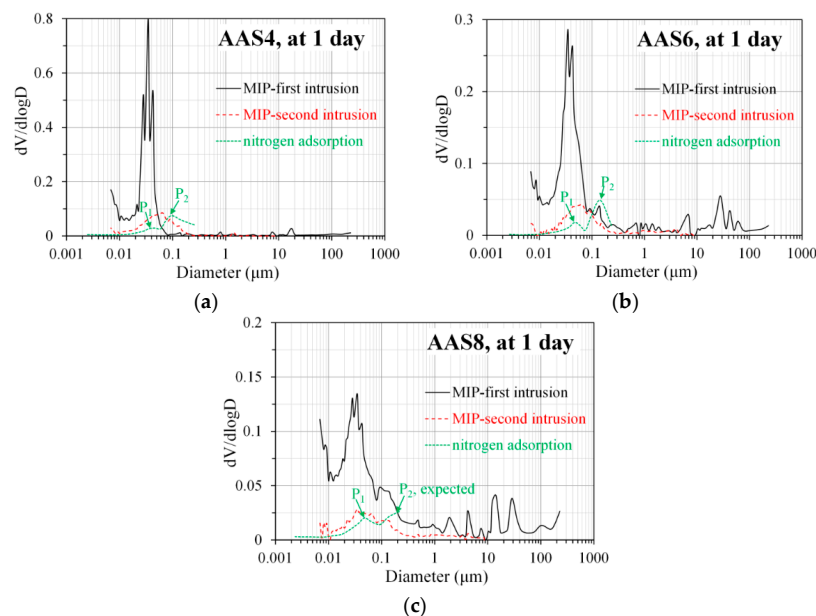 AAS4, at 1 day
dV/dlogD
0.8
0.6
0.4
0.2
0
MIP-first intrusion
MIP-second intrusion
nitrogen adsorption
P1
P2
0.001 0.01 0.1 1 10 100 1000
Diameter (μm)
(a)
AAS6, at 1 day
dV/dlogD
0.3
0.2
0.1
0
MIP-first intrusion
MIP-second intrusion
nitrogen adsorption
P1
P2
0.001 0.01 0.1 1 10 100 1000
Diameter (μm)
(b)
AAS8, at 1 day
dV/dlogD
0.2
0.15
0.1
0.05
0
MIP-first intrusion
MIP-second intrusion
nitrogen adsorption
P1
P2, expected
0.001 0.01 0.1 1 10 100 1000
Diameter (μm)
(c)